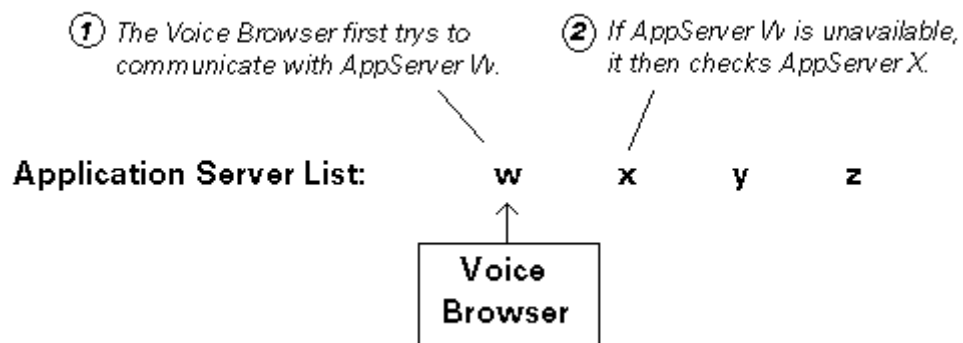 1 The Voice Browser first trys to
communicate with AppServer W.
2 If AppServer W is unavailable,
it then checks AppServer X.
Application Server List: w x y z
Voice
Browser